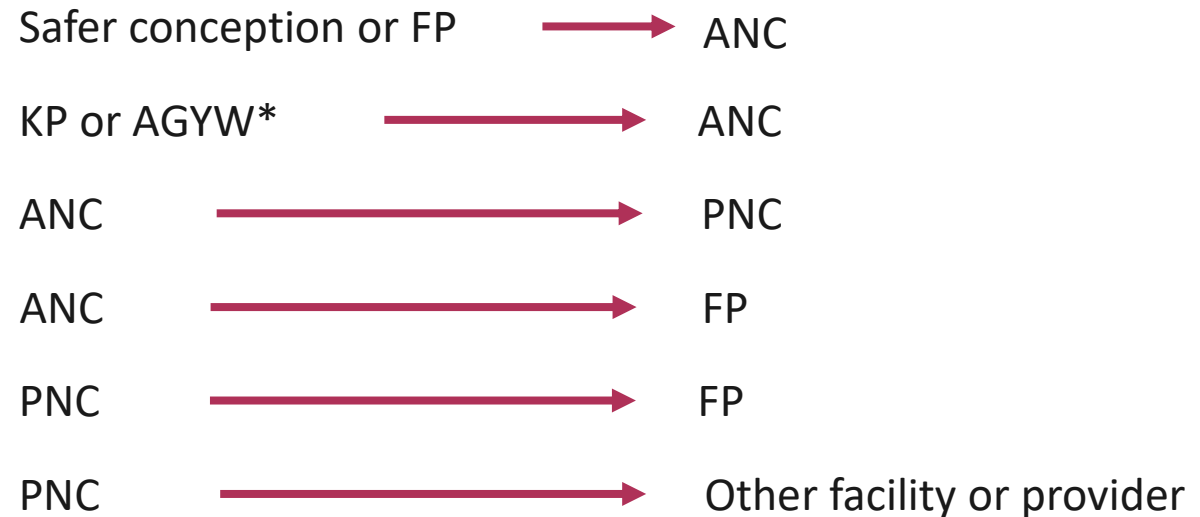 Safer conception or FP ANC
KP or AGYW* ANC
ANC PNC
ANC FP
PNC FP
PNC Other facility or provider